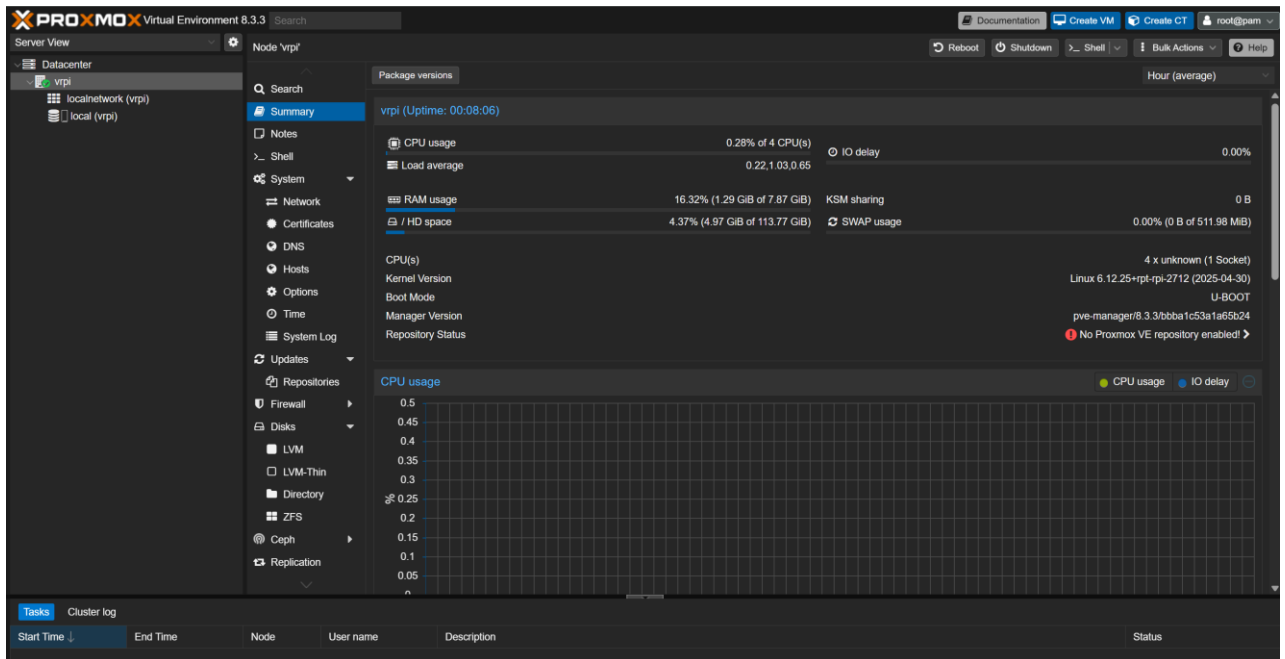 PROXMOX Virtual Environment 8.3.3 Search Documentation Create VM Create CT root@pam
Server View
Datacenter
vrpi
localnetwork (vrpi)
local (vrpi)
Node 'vrpi' Reboot Shutdown Shell Bulk Actions Help
Search
Summary
Notes
Shell
System
Network
Certificates
DNS
Hosts
Options
Time
System Log
Updates
Repositories
Firewall
Disks
LVM
LVM-Thin
Directory
ZFS
Ceph
Replication
Package versions Hour (average)
vrpi (Uptime: 00:08:06)
CPU usage 0.28% of 4 CPU(s)
IO delay 0.00%
Load average 0.22,1.03,0.65
RAM usage 16.32% (1.29 GiB of 7.87 GiB) KSM sharing 0 B
/ HD space 4.37% (4.97 GiB of 113.77 GiB) SWAP usage 0.00% (0 B of 511.98 MiB)
CPU(s) 4 x unknown (1 Socket)
Kernel Version Linux 6.12.25+rpt-rpi-2712 (2025-04-30)
Boot Mode U-BOOT
Manager Version pve-manager/8.3.3/bbba1c53a1a65b24
Repository Status No Proxmox VE repository enabled!
CPU usage CPU usage IO delay
0.5
0.45
0.4
0.35
0.3
% 0.25
0.2
0.15
0.1
0.05
0
Tasks Cluster log
Start Time End Time Node User name Description Status